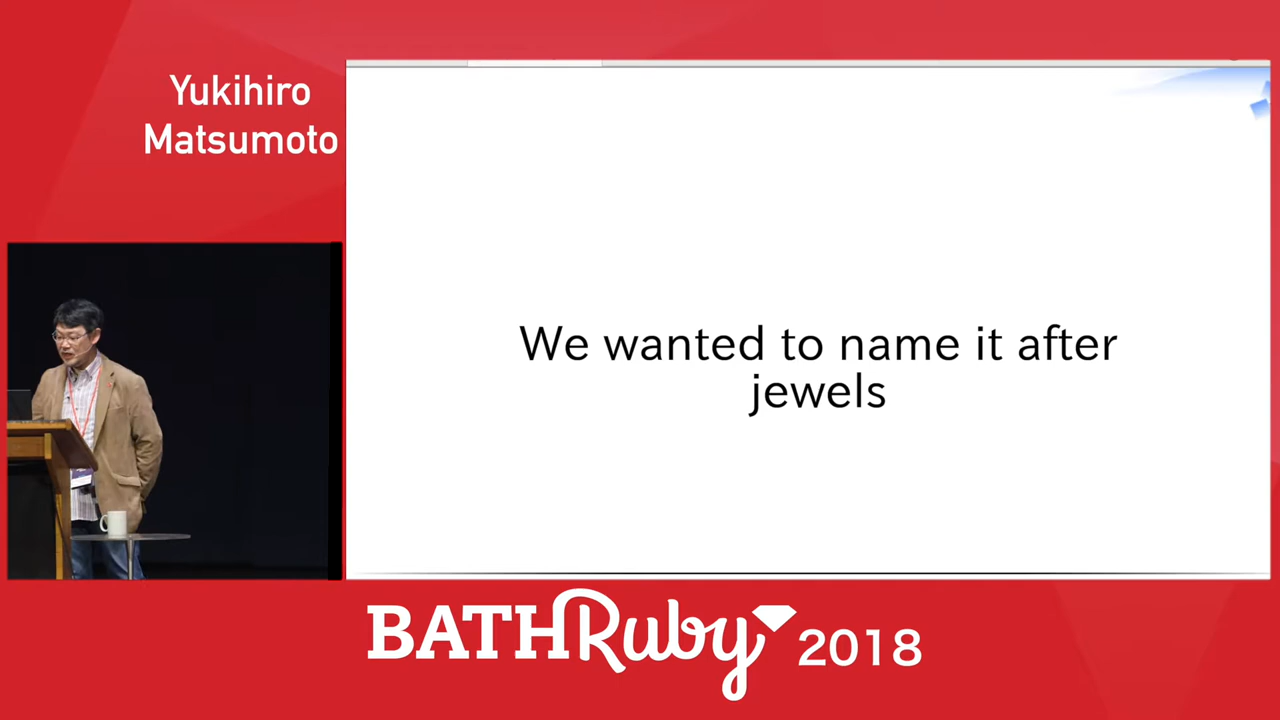 Yukihiro
Matsumoto
We wanted to name it after
jewels
BATHRuby 2018